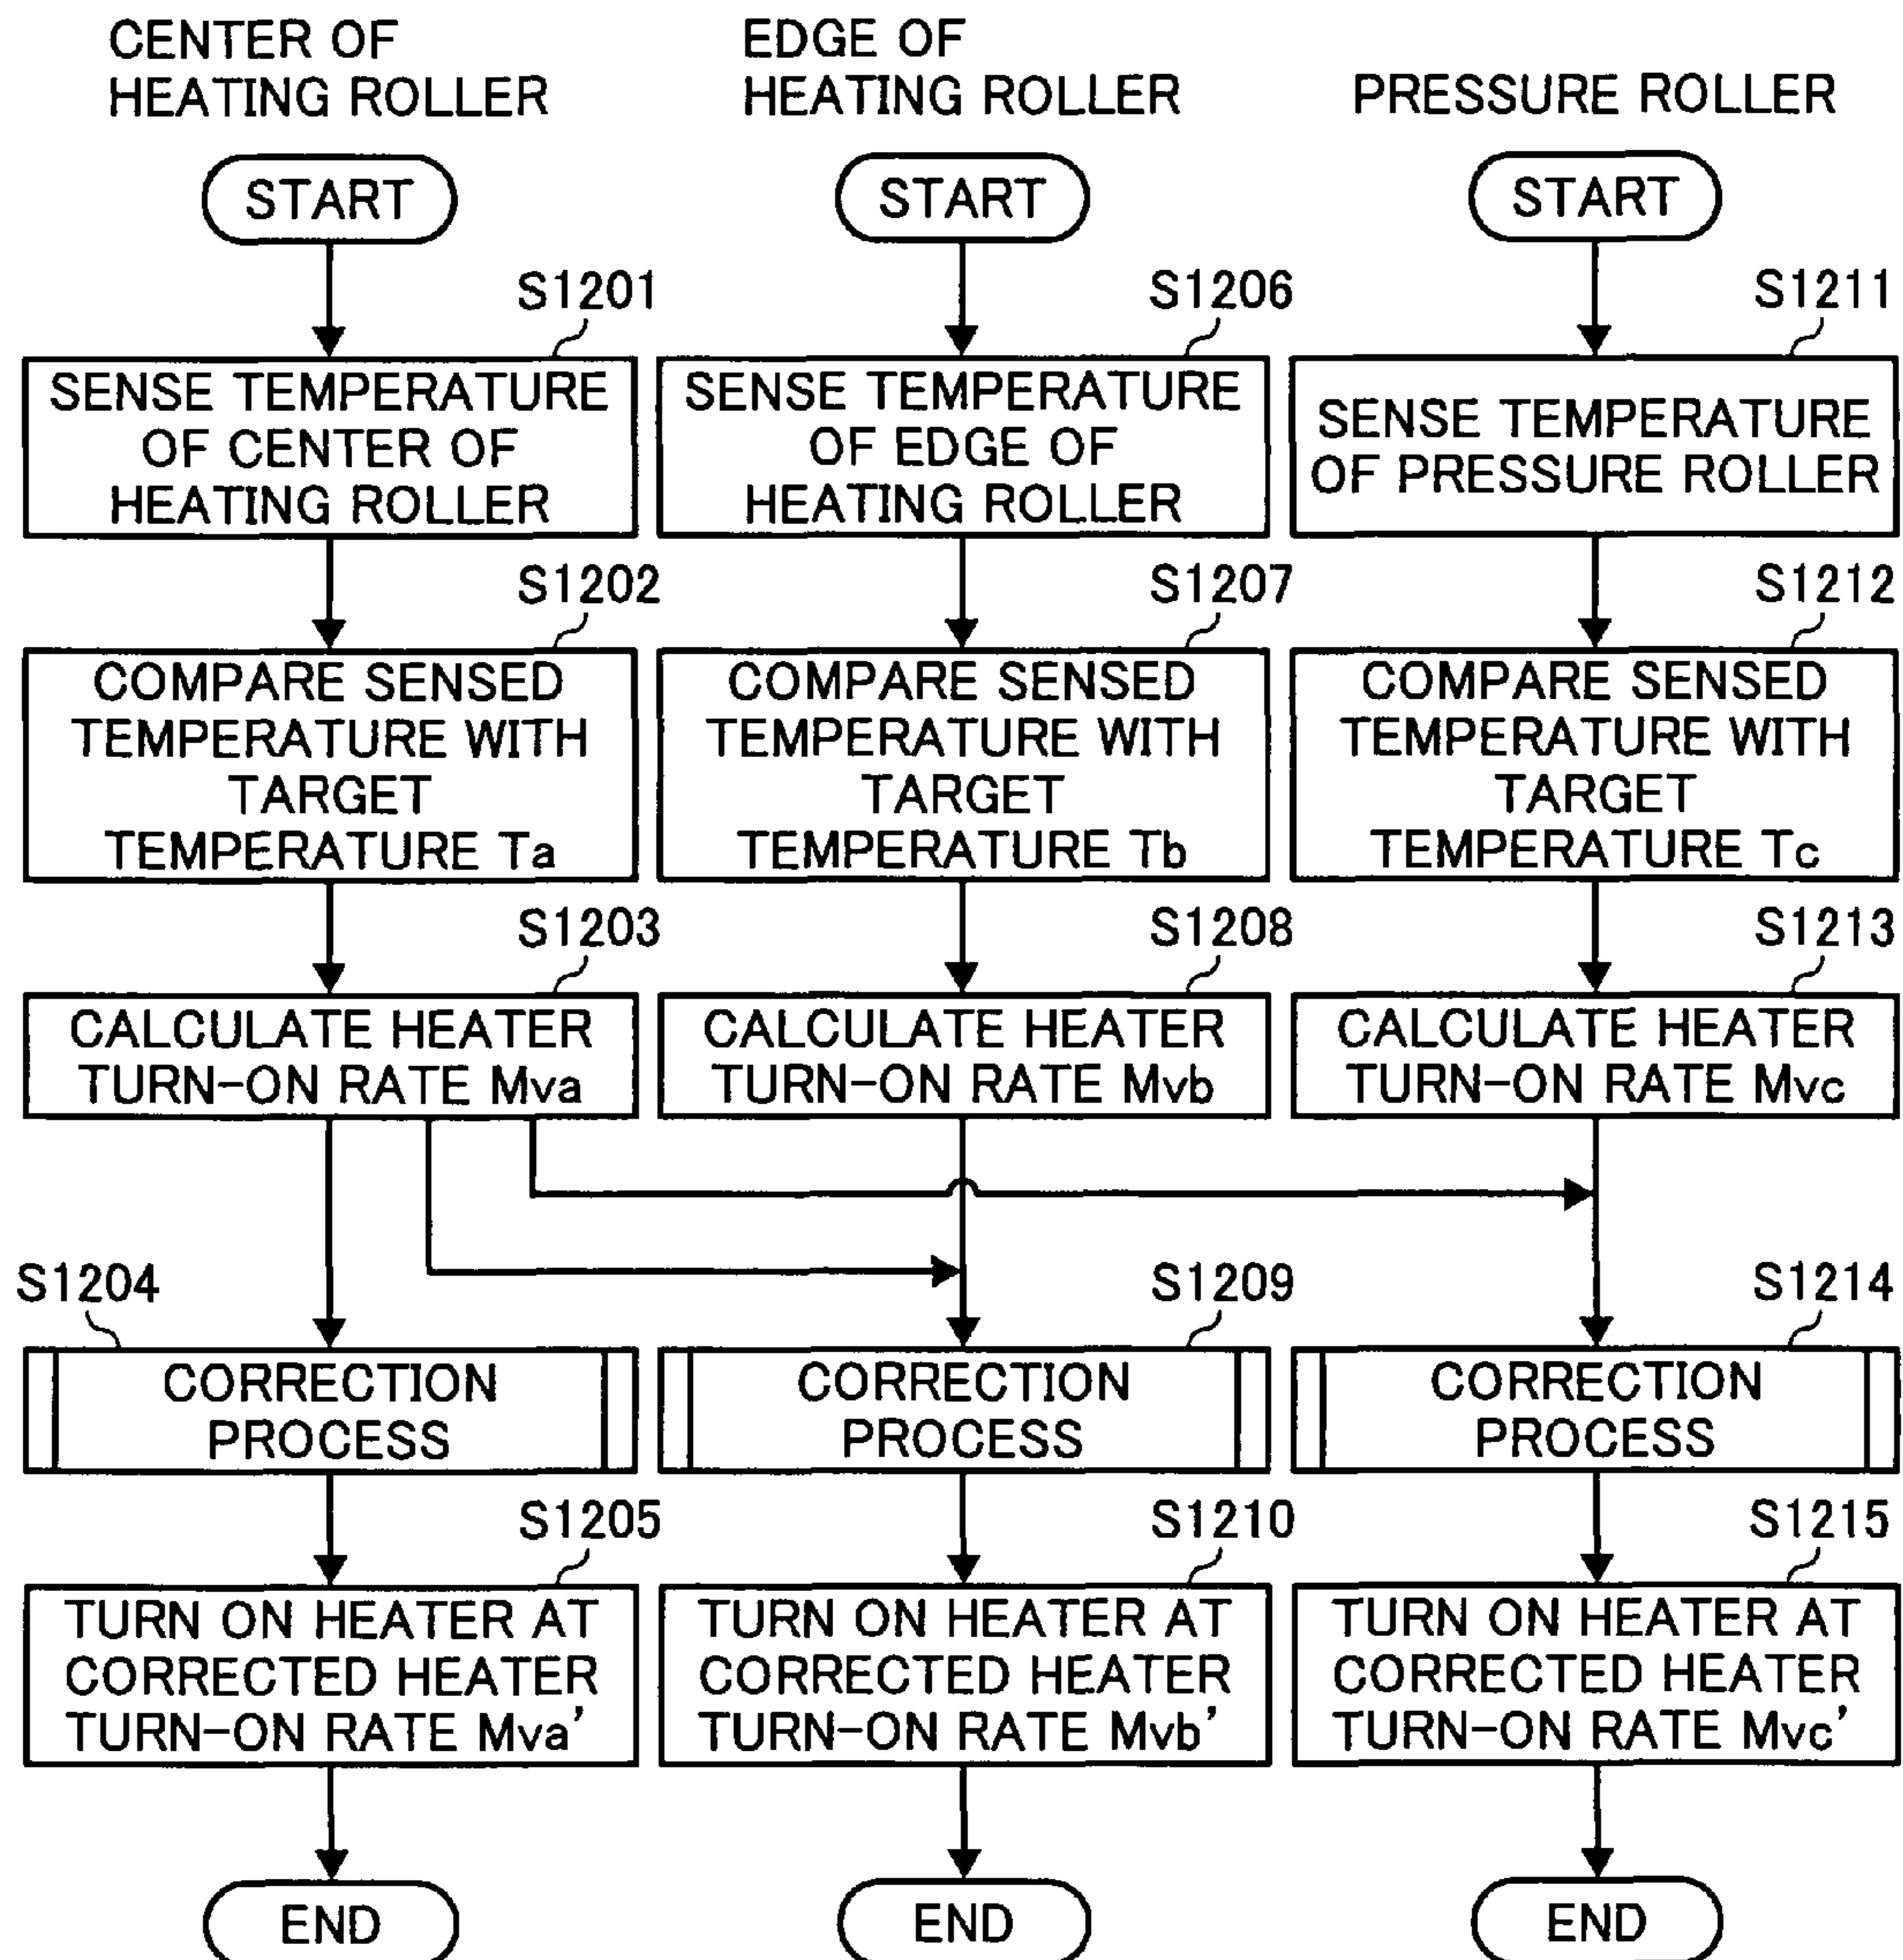 CENTER OF
HEATING ROLLER
START
S1201
SENSE TEMPERATURE
OF CENTER OF
HEATING ROLLER
S1202
COMPARE SENSED
TEMPERATURE WITH
TARGET
TEMPERATURE Ta
S1203
CALCULATE HEATER
TURN-ON RATE Mva
S1204
CORRECTION
PROCESS
S1205
TURN ON HEATER AT
CORRECTED HEATER
TURN-ON RATE Mva'
END
EDGE OF
HEATING ROLLER
START
S1206
SENSE TEMPERATURE
OF EDGE OF
HEATING ROLLER
S1207
COMPARE SENSED
TEMPERATURE WITH
TARGET
TEMPERATURE Tb
S1208
CALCULATE HEATER
TURN-ON RATE Mvb
S1209
CORRECTION
PROCESS
S1210
TURN ON HEATER AT
CORRECTED HEATER
TURN-ON RATE Mvb'
END
PRESSURE ROLLER
START
S1211
SENSE TEMPERATURE
OF PRESSURE ROLLER
S1212
COMPARE SENSED
TEMPERATURE WITH
TARGET
TEMPERATURE Tc
S1213
CALCULATE HEATER
TURN-ON RATE Mvc
S1214
CORRECTION
PROCESS
S1215
TURN ON HEATER AT
CORRECTED HEATER
TURN-ON RATE Mvc'
END